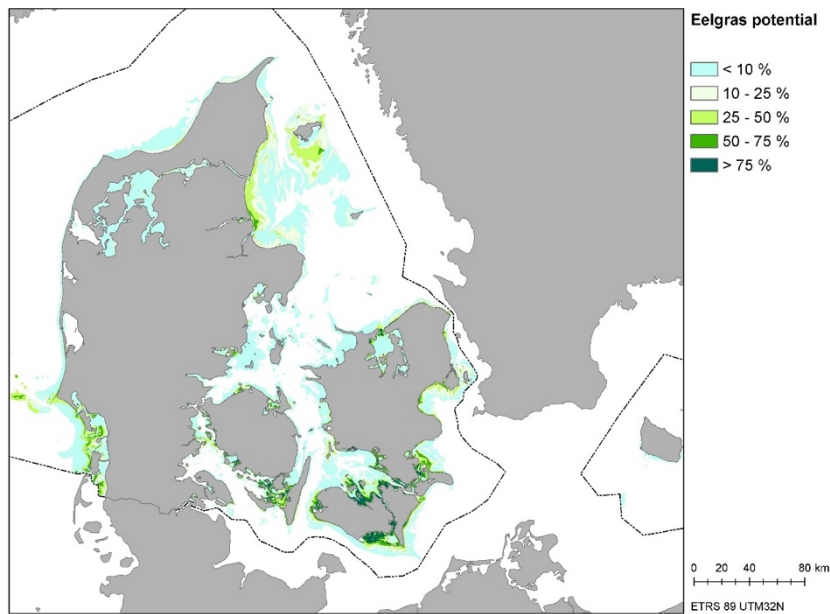 Eelgras potential
< 10 %
10 - 25 %
25 - 50 %
50 - 75 %
> 75 %
0 20 40 80 km
ETRS 89 UTM32N